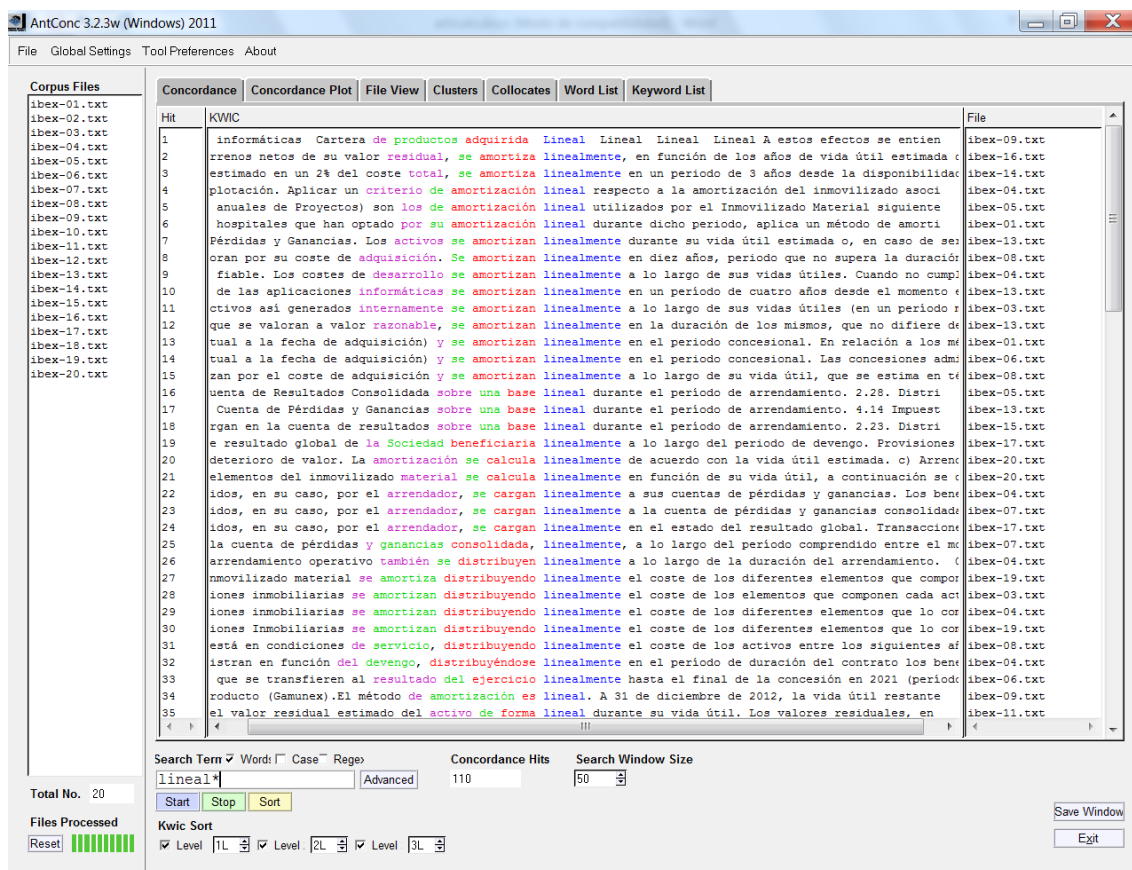 AntConc 3.2.3w (Windows) 2011
File Global Settings Tool Preferences About
Corpus Files
ibex-01.txt
ibex-02.txt
ibex-03.txt
ibex-04.txt
ibex-05.txt
ibex-06.txt
ibex-07.txt
ibex-08.txt
ibex-09.txt
ibex-10.txt
ibex-11.txt
ibex-12.txt
ibex-13.txt
ibex-14.txt
ibex-15.txt
ibex-16.txt
ibex-17.txt
ibex-18.txt
ibex-19.txt
ibex-20.txt
Total No. 20
Files Processed
Reset
Concordance Concordance Plot File View Clusters Collocates Word List Keyword List
Hit KWIC File
1 informáticas Cartera de productos adquirida Lineal Lineal Lineal Lineal A estos efectos se entien ibex-09.txt
2 rrenos netos de su valor residual, se amortiza linealmente, en función de los años de vida útil estimada ibex-16.txt
3 estimado en un 2% del coste total, se amortiza linealmente en un periodo de 3 años desde la disponibilidad ibex-14.txt
4 plotación. Aplicar un criterio de amortización lineal respecto a la amortización del inmovilizado asoci ibex-04.txt
5 anuales de Proyectos) son los de amortización lineal utilizados por el Inmovilizado Material siguiente ibex-05.txt
6 hospitales que han optado por su amortización lineal durante dicho periodo, aplica un método de amorti ibex-01.txt
7 Pérdidas y Ganancias. Los activos se amortizan linealmente durante su vida útil estimada o, en caso de ser ibex-13.txt
8 oran por su coste de adquisición. Se amortizan linealmente en diez años, periodo que no supera la duración ibex-08.txt
9 fiable. Los costes de desarrollo se amortizan linealmente a lo largo de sus vidas útiles. Cuando no cumpl ibex-04.txt
10 de las aplicaciones informáticas se amortizan linealmente en un período de cuatro años desde el momento e ibex-13.txt
11 ctivos así generados internamente se amortizan linealmente a lo largo de sus vidas útiles (en un período ibex-03.txt
12 que se valoran a valor razonable, se amortizan linealmente en la duración de los mismos, que no difiere de ibex-13.txt
13 tual a la fecha de adquisición) y se amortizan linealmente en el periodo concesional. En relación a los mé ibex-01.txt
14 tual a la fecha de adquisición) y se amortizan linealmente en el periodo concesional. Las concesiones admi ibex-06.txt
15 zan por el coste de adquisición y se amortizan linealmente a lo largo de su vida útil, que se estima en té ibex-08.txt
16 uenta de Resultados Consolidada sobre una base lineal durante el período de arrendamiento. 2.28. Distri ibex-05.txt
17 Cuenta de Pérdidas y Ganancias sobre una base lineal durante el período de arrendamiento. 4.14 Impuest ibex-13.txt
18 rgan en la cuenta de resultados sobre una base lineal durante el período de arrendamiento. 2.23. Distri ibex-15.txt
19 e resultado global de la Sociedad beneficiaria linealmente a lo largo del periodo de devengo. Provisiones ibex-17.txt
20 deterioro de valor. La amortización se calcula linealmente de acuerdo con la vida útil estimada. c) Arrend ibex-20.txt
21 elementos del inmovilizado material se calcula linealmente en función de su vida útil, a continuación se ibex-20.txt
22 idos, en su caso, por el arrendador, se cargan linealmente a sus cuentas de pérdidas y ganancias. Los bene ibex-04.txt
23 idos, en su caso, por el arrendador, se cargan linealmente a la cuenta de pérdidas y ganancias consolidada ibex-07.txt
24 idos, en su caso, por el arrendador, se cargan linealmente en el estado del resultado global. Transaccione ibex-17.txt
25 la cuenta de pérdidas y ganancias consolidada, linealmente, a lo largo del período comprendido entre el mo ibex-07.txt
26 arrendamiento operativo también se distribuyen linealmente a lo largo de la duración del arrendamiento. ibex-04.txt
27 nmovilizado material se amortiza distribuyendo linealmente el coste de los diferentes elementos que compon ibex-19.txt
28 iones inmobiliarias se amortizan distribuyendo linealmente el coste de los elementos que componen cada act ibex-03.txt
29 iones inmobiliarias se amortizan distribuyendo linealmente el coste de los diferentes elementos que lo com ibex-04.txt
30 iones Inmobiliarias se amortizan distribuyendo linealmente el coste de los diferentes elementos que lo com ibex-19.txt
31 está en condiciones de servicio, distribuyendo linealmente el coste de los activos entre los siguientes añ ibex-08.txt
32 istran en función del devengo, distribuyéndose linealmente en el período de duración del contrato los bene ibex-04.txt
33 que se transfieren al resultado del ejercicio linealmente hasta el final de la concesión en 2021 (periodo ibex-06.txt
34 roducto (Gamunex).El método de amortización es lineal. A 31 de diciembre de 2012, la vida útil restante ibex-09.txt
35 el valor residual estimado del activo de forma lineal durante su vida útil. Los valores residuales, en ibex-11.txt
Search Term Words Case Regex Concordance Hits Search Window Size
lineal* Advanced 110 50
Start Stop Sort
Kwic Sort
Level 1L Level 2L Level 3L
Save Window
Exit